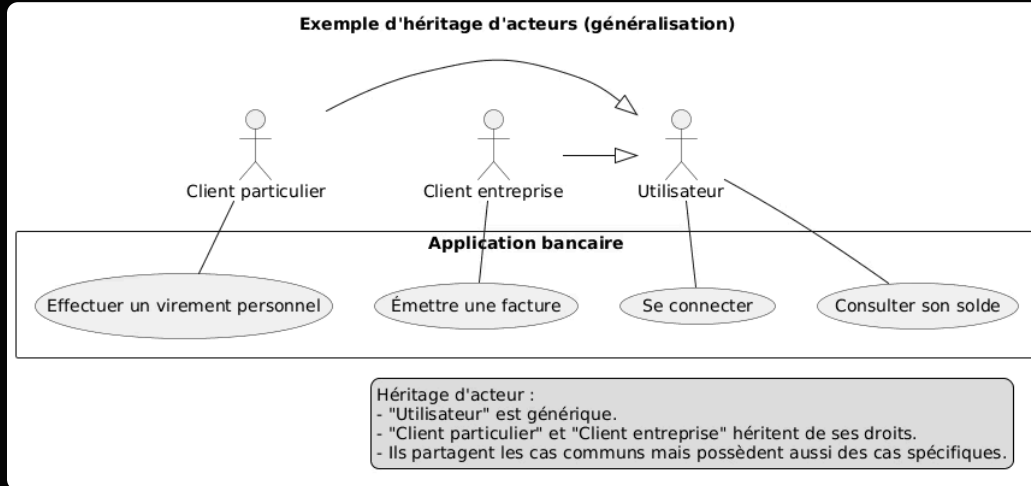 Exemple d'héritage d'acteurs (généralisation)
Client particulier
Client entreprise
Utilisateur
Application bancaire
Effectuer un virement personnel
Émettre une facture
Se connecter
Consulter son solde
Héritage d'acteur :
- "Utilisateur" est générique.
- "Client particulier" et "Client entreprise" héritent de ses droits.
- Ils partagent les cas communs mais possèdent aussi des cas spécifiques.